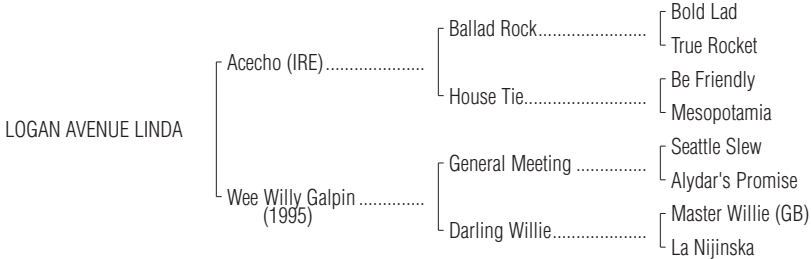 Bold Lad
Ballad Rock......................
True Rocket
Acecho (IRE).....................
Be Friendly
House Tie.........................
Mesopotamia
LOGAN AVENUE LINDA
Seattle Slew
General Meeting ...............
Alydar's Promise
Wee Willy Galpin ..............
(1995)
Master Willie (GB)
Darling Willie....................
La Nijinska